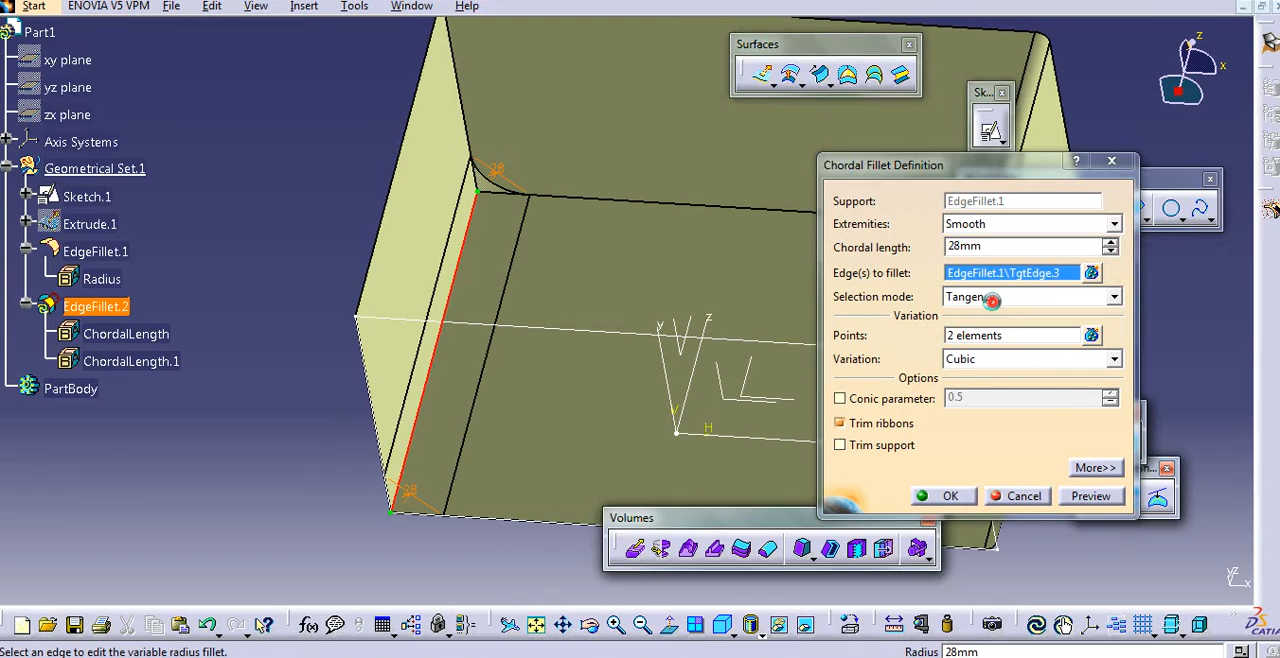 Start ENOVIA V5 VPM File Edit View Insert Tools Window Help
Part1
xy plane
yz plane
zx plane
Axis Systems
Geometrical Set.1
Sketch.1
Extrude.1
EdgeFillet.1
Radius
EdgeFillet.2
ChordalLength
ChordalLength.1
PartBody
Surfaces
Sk...
z
x
28
28
y
z
V
H
Chordal Fillet Definition
?
Support: EdgeFillet.1
Extremities: Smooth
Chordal length: 28mm
Edge(s) to fillet: EdgeFillet.1\TgtEdge.3
Selection mode: Tangen
Variation
Points: 2 elements
Variation: Cubic
Options
Conic parameter: 0.5
Trim ribbons
Trim support
More>>
OK Cancel Preview
n...
Volumes
yz
x
f(x)
CATIA
Select an edge to edit the variable radius fillet. Radius 28mm